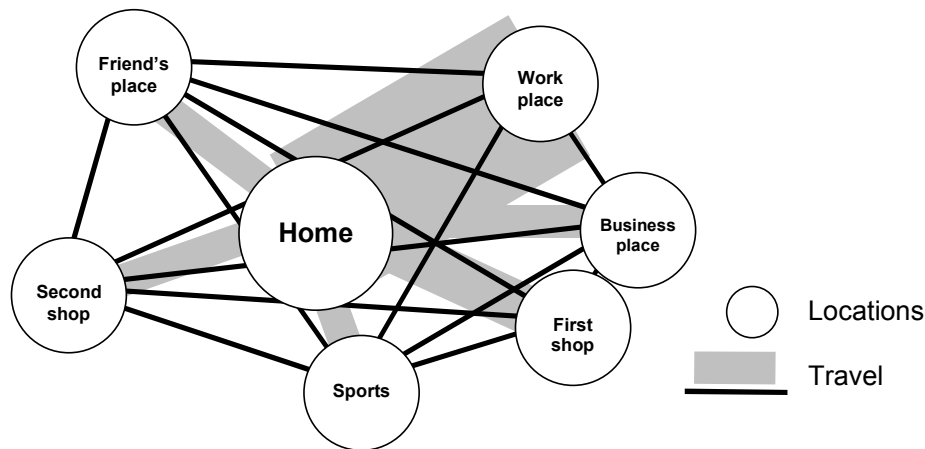 Friend's
place
Work
place
Home
Business
place
Second
shop
First
shop
Sports
Locations
Travel